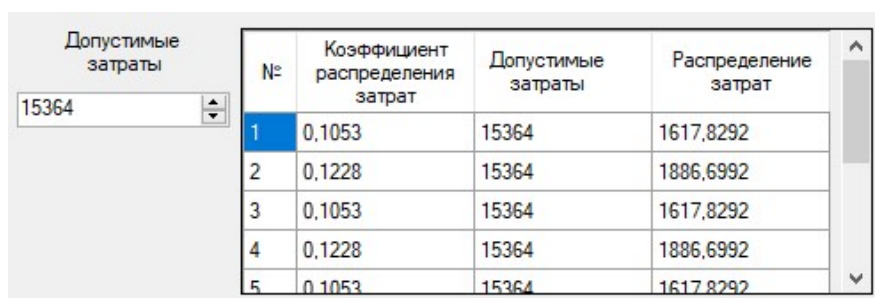 Допустимые
затраты
15364
№ Коэффициент распределения затрат Допустимые затраты Распределение затрат
1 0,1053 15364 1617,8292
2 0,1228 15364 1886,6992
3 0,1053 15364 1617,8292
4 0,1228 15364 1886,6992
5 0,1053 15364 1617,8292